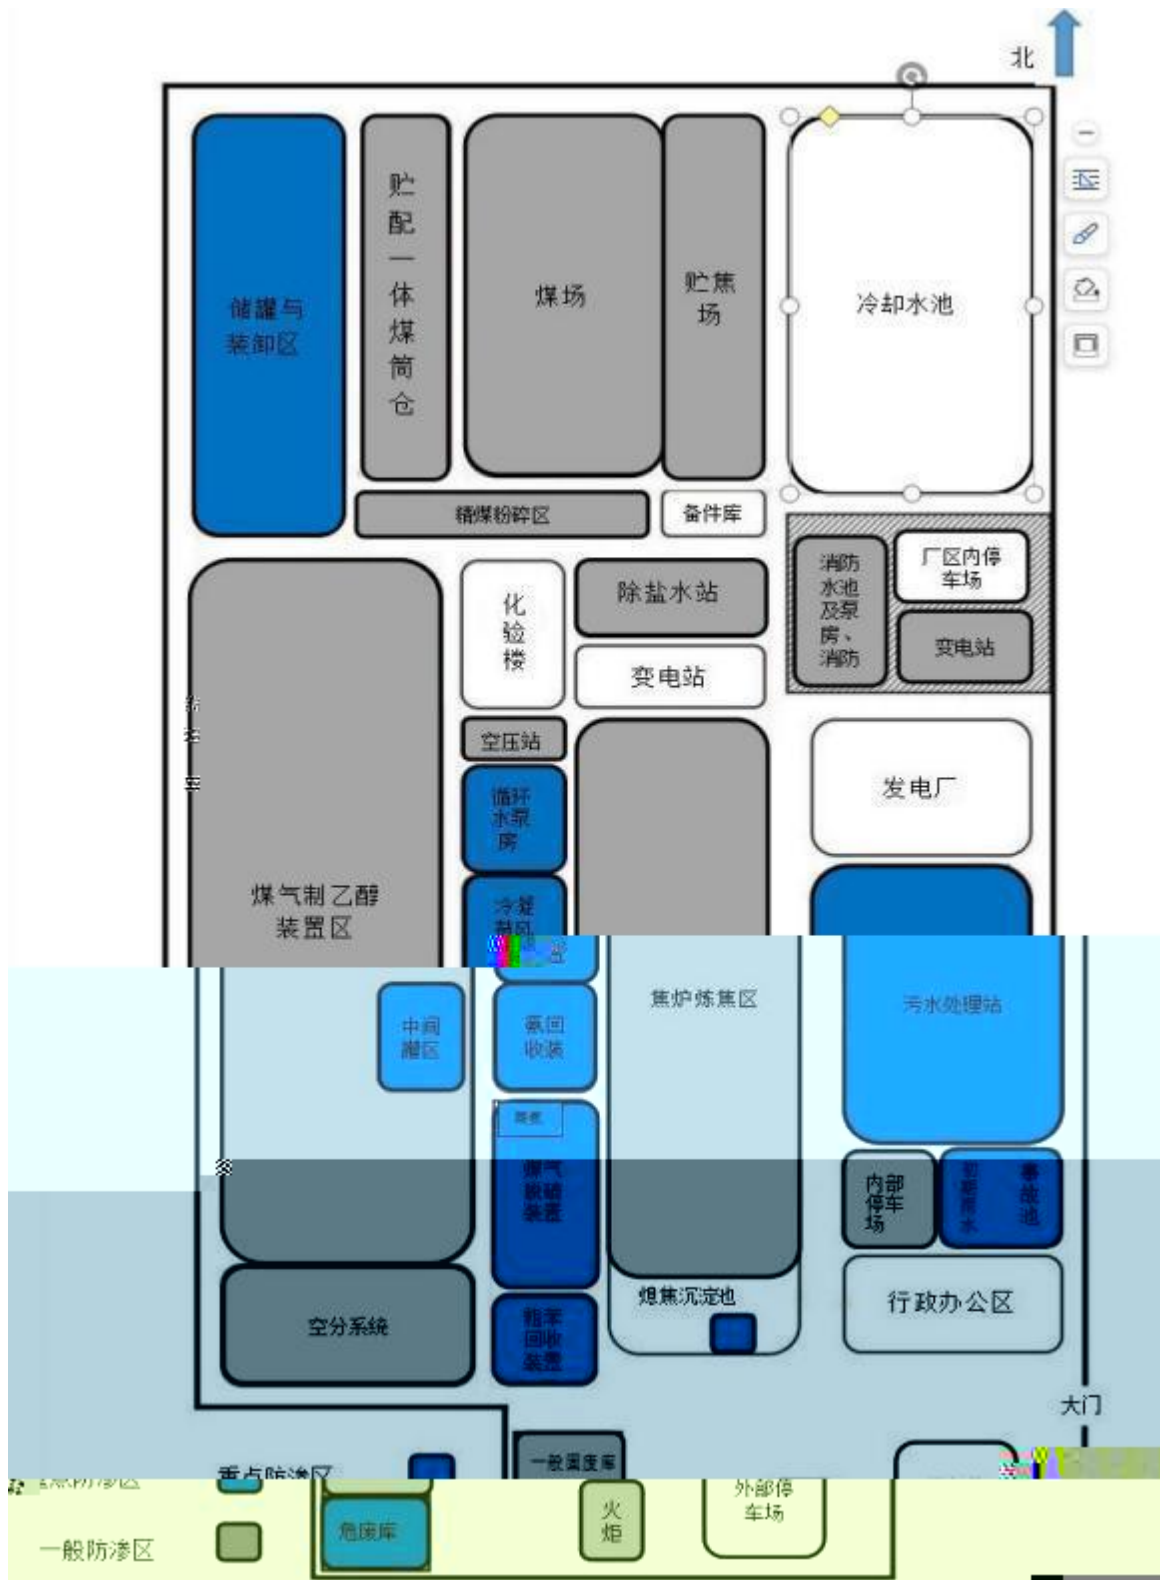 北
储罐与
装卸区
贮
配
一
体
煤
筒
仓
煤场
贮焦
场
冷却水池
精煤粉碎区
备件库
消防
水池
及泵
房、
消防
厂区内停
车场
变电站
化
验
楼
除盐水站
变电站
空压站
循环
水泵
房
发电厂
煤气制乙醇
装置区
冷凝
鼓风
置
中间
罐区
氨回
收装
焦炉炼焦区
污水处理站
煤气
脱硫
装置
内部
停车
场
初期雨水
事故池
空分系统
粗苯
回收
装置
熄焦沉淀池
行政办公区
大门
重点防渗区
一般固废库
危废库
火
炬
外部停
车场
一般防渗区